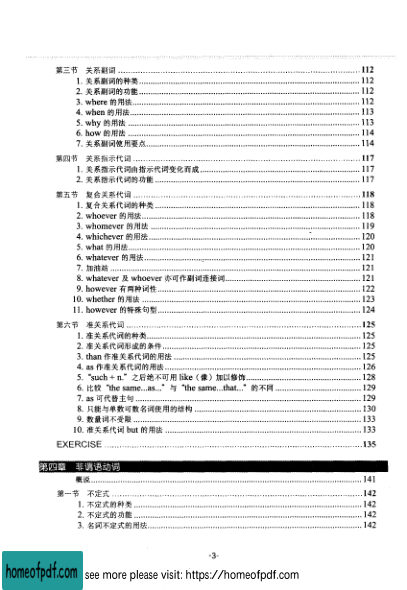 第三节 关系副词 112
1. 关系副词的种类 112
2. 关系副词的功能 112
3. where 的用法 112
4. when 的用法 113
5. why 的用法 113
6. how 的用法 114
7. 关系副词使用要点 114
第四节 关系指示代词 117
1. 关系指示代词由指示代词变化而成 117
2. 关系指示代词的功能 117
第五节 复合关系代词 118
1. 复合关系代词的种类 118
2. whoever 的用法 118
3. whomever 的用法 119
4. whichever 的用法 120
5. what 的用法 120
6. whatever 的用法 121
7. 加油站 121
8. whatever 及 whoever 亦可作副词连接词 121
9. however 有两种词性 122
10. whether 的用法 123
11. however 的特殊句型 124
第六节 准关系代词 125
1. 准关系代词的种类 125
2. 准关系代词形成的条件 125
3. than 作准关系代词的用法 125
4. as 作准关系代词的用法 126
5. “such + n.” 之后绝不可用 like（像）加以修饰 128
6. 比较 “the same...as...” 与 “the same...that...” 的不同 129
7. as 可代替主句 129
8. 只能与单数可数名词使用的结构 130
9. 数量词不受限 133
10. 准关系代词 but 的用法 133
EXERCISE 135
第四章 非谓语动词
概说 141
第一节 不定式 142
1. 不定式的种类 142
2. 不定式的功能 142
3. 名词不定式的用法 142
-3-
homeofpdf.com see more please visit: https://homeofpdf.com